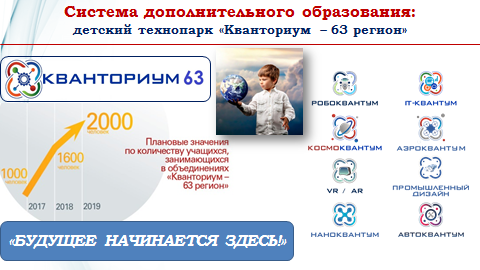 Система дополнительного образования:
детский технопарк «Кванториум – 63 регион»
КВАНТОРИУМ 63
2000
человек
1600
человек
1000
человек
2017 2018 2019
Плановые значения
по количеству учащихся,
занимающихся
в объединениях
«Кванториум –
63 регион»
РОБОКВАНТУМ
IT-КВАНТУМ
КОСМОКВАНТУМ
АЭРОКВАНТУМ
VR / AR
ПРОМЫШЛЕННЫЙ
ДИЗАЙН
НАНОКВАНТУМ
АВТОКВАНТУМ
«БУДУЩЕЕ НАЧИНАЕТСЯ ЗДЕСЬ!»